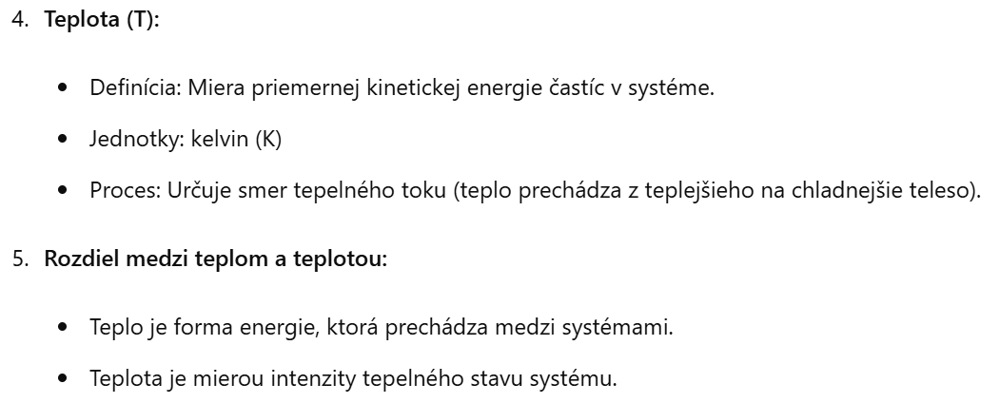 4. Teplota (T):
• Definícia: Miera priemernej kinetickej energie častíc v systéme.
• Jednotky: kelvin (K)
• Proces: Určuje smer tepelného toku (teplo prechádza z teplejšieho na chladnejšie teleso).
5. Rozdiel medzi teplom a teplotou:
• Teplo je forma energie, ktorá prechádza medzi systémami.
• Teplota je mierou intenzity tepelného stavu systému.